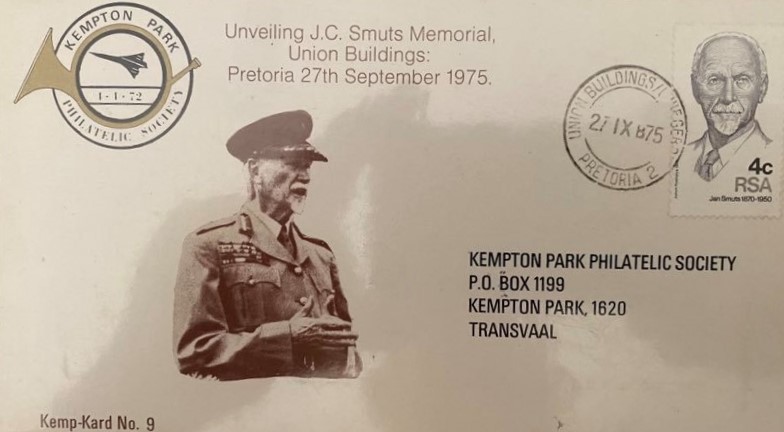 KEMPTON PARK
1-1-72
PHILATELIC SOCIETY
Unveiling J.C. Smuts Memorial,
Union Buildings:
Pretoria 27th September 1975.
UNION BUILDINGS/
27 IX 75
PRETORIA 2
4c
RSA
Jan Smuts 1870-1950
KEMPTON PARK PHILATELIC SOCIETY
P.O. BOX 1199
KEMPTON PARK, 1620
TRANSVAAL
Kemp-Kard No. 9